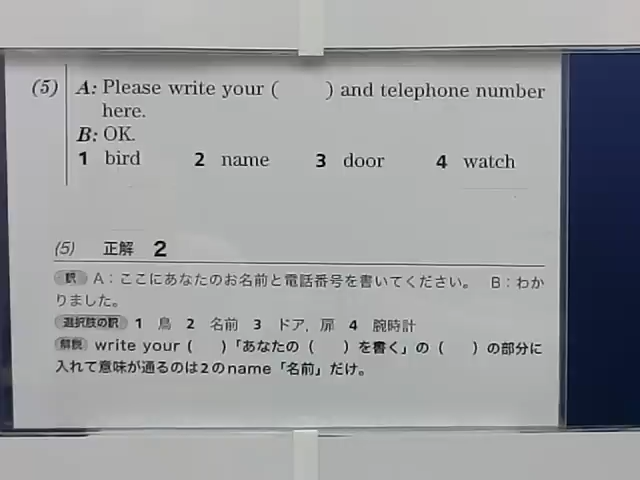 (5) A: Please write your (     ) and telephone number
here.
B: OK.
1 bird 2 name 3 door 4 watch
(5) 正解 2
訳 A：ここにあなたのお名前と電話番号を書いてください。 B：わか
りました。
選択肢の訳 1 鳥 2 名前 3 ドア，扉 4 腕時計
解説 write your (   )「あなたの（   ）を書く」の（   ）の部分に
入れて意味が通るのは2のname「名前」だけ。